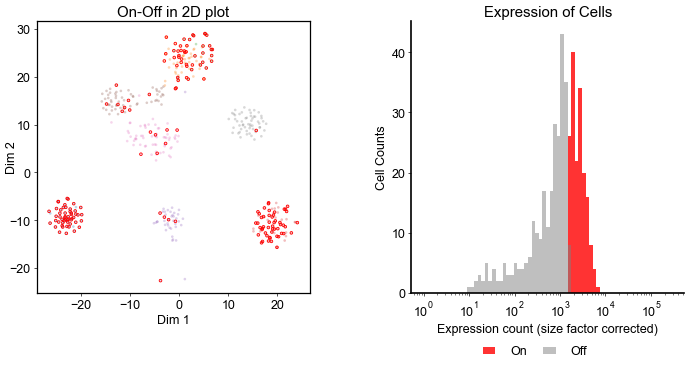 On-Off in 2D plot
30
20
10
0
−10
−20
Dim 2
−20
−10
0
10
20
Dim 1
Expression of Cells
40
30
20
10
0
Cell Counts
10^0
10^1
10^2
10^3
10^4
10^5
Expression count (size factor corrected)
On
Off